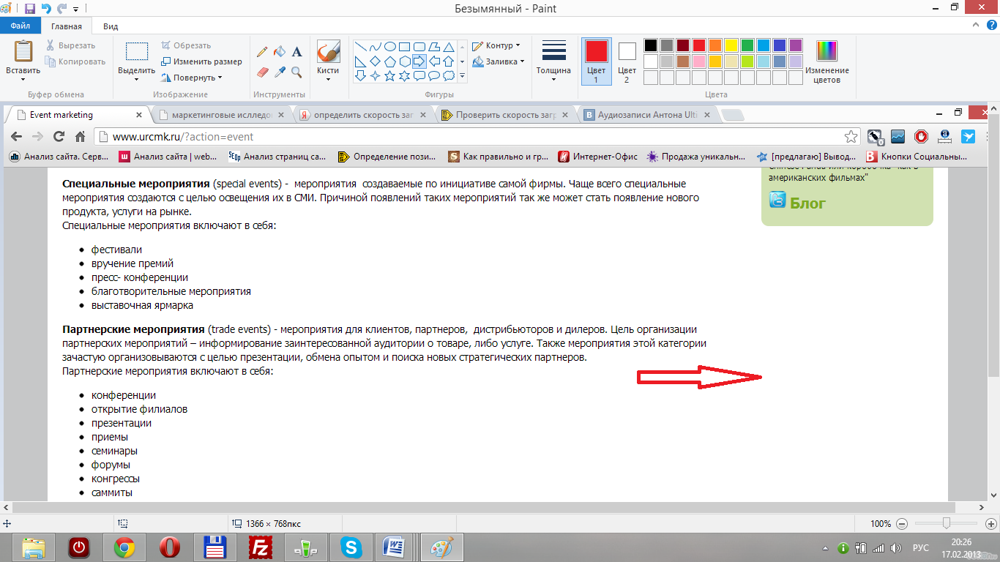 Безымянный - Paint
Файл Главная Вид
Вставить
Вырезать
Копировать
Буфер обмена
Выделить
Обрезать
Изменить размер
Повернуть
Изображение
A
Инструменты
Кисти
Контур
Заливка
Фигуры
Толщина
Цвет 1
Цвет 2
Изменение цветов
Цвета
Event marketing
маркетинговые ислледо
определить скорость заг
Проверить скорость загр
Аудиозаписи Антона Ulti
www.urcmk.ru/?action=event
Анализ сайта. Серв...
Анализ сайта | web...
Анализ страниц са...
Определение пози...
Как правильно и гр...
Интернет-Офис
Продажа уникальн...
[предлагаю] Вывод...
Кнопки Социальны...
Специальные мероприятия (special events) - мероприятия создаваемые по инициативе самой фирмы. Чаще всего специальные
мероприятия создаются с целью освещения их в СМИ. Причиной появлений таких мероприятий так же может стать появление нового
продукта, услуги на рынке.
Специальные мероприятия включают в себя:
фестивали
вручение премий
пресс- конференции
благотворительные мероприятия
выставочная ярмарка
Партнерские мероприятия (trade events) - мероприятия для клиентов, партнеров, дистрибьюторов и дилеров. Цель организации
партнерских мероприятий – информирование заинтересованной аудитории о товаре, либо услуге. Также мероприятия этой категории
зачастую организовываются с целью презентации, обмена опытом и поиска новых стратегических партнеров.
Партнерские мероприятия включают в себя:
конференции
открытие филиалов
презентации
приемы
семинары
форумы
конгрессы
саммиты
американских фильмах"
Блог
1366 × 768пкс
100%
РУС
20:26
17.02.2013